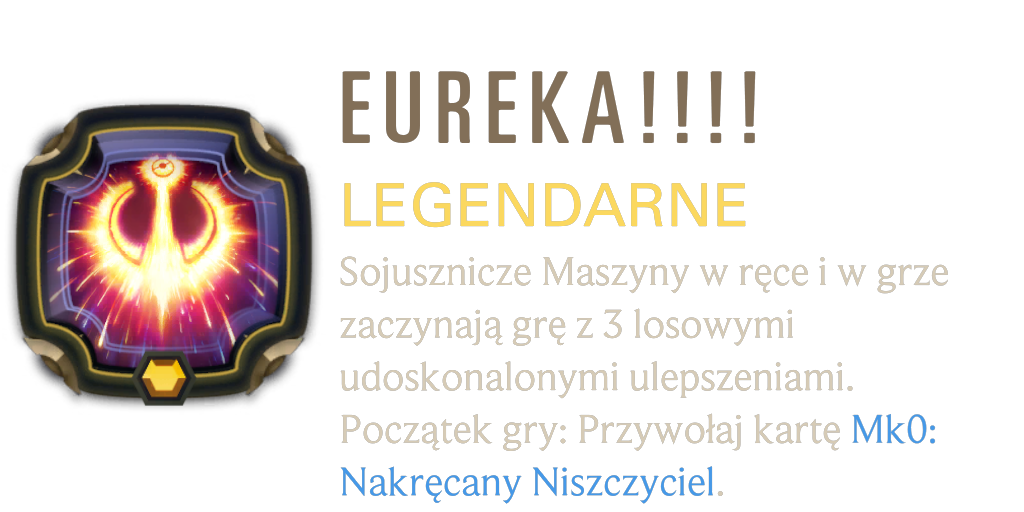 EUREKA!!!!
LEGENDARNE
Sojusznicze Maszyny w ręce i w grze
zaczynają grę z 3 losowymi
udoskonalonymi ulepszeniami.
Początek gry: Przywołaj kartę Mk0:
Nakręcany Niszczyciel.